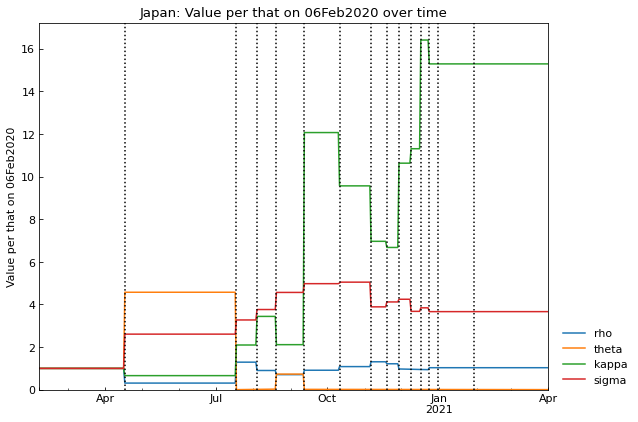 Japan: Value per that on 06Feb2020 over time
Value per that on 06Feb2020
16
14
12
10
8
6
4
2
0
Apr
Jul
Oct
Jan
2021
Apr
rho
theta
kappa
sigma